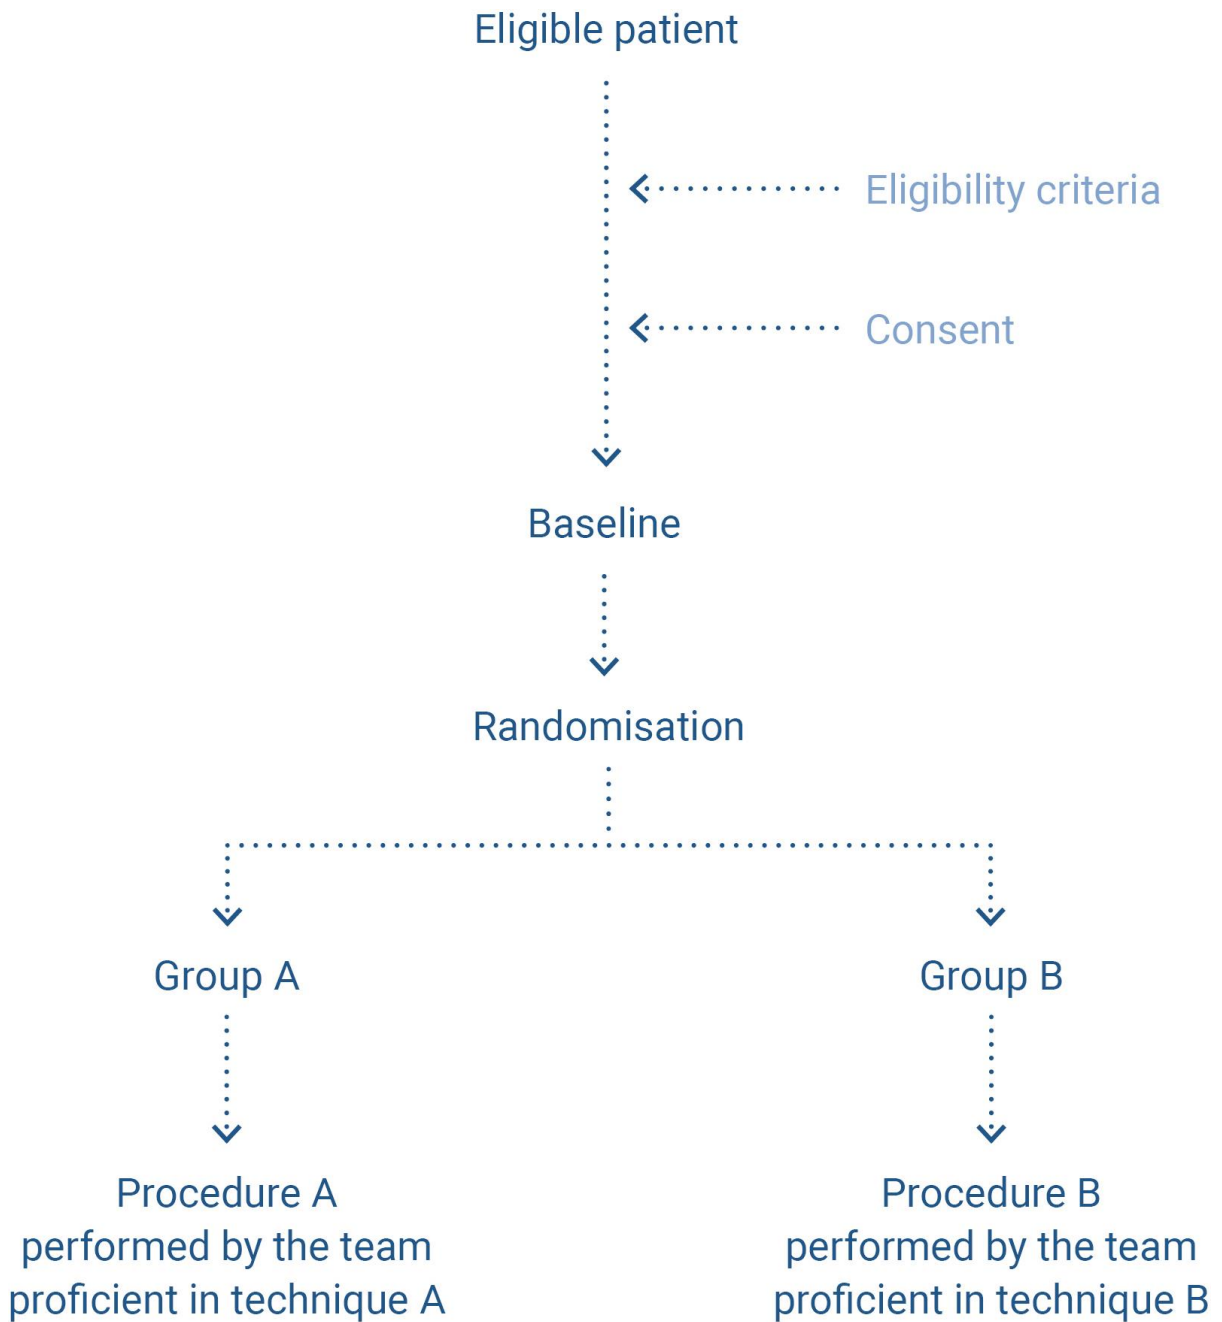 Eligible patient
Eligibility criteria
Consent
Baseline
Randomisation
Group A
Group B
Procedure A
performed by the team
proficient in technique A
Procedure B
performed by the team
proficient in technique B